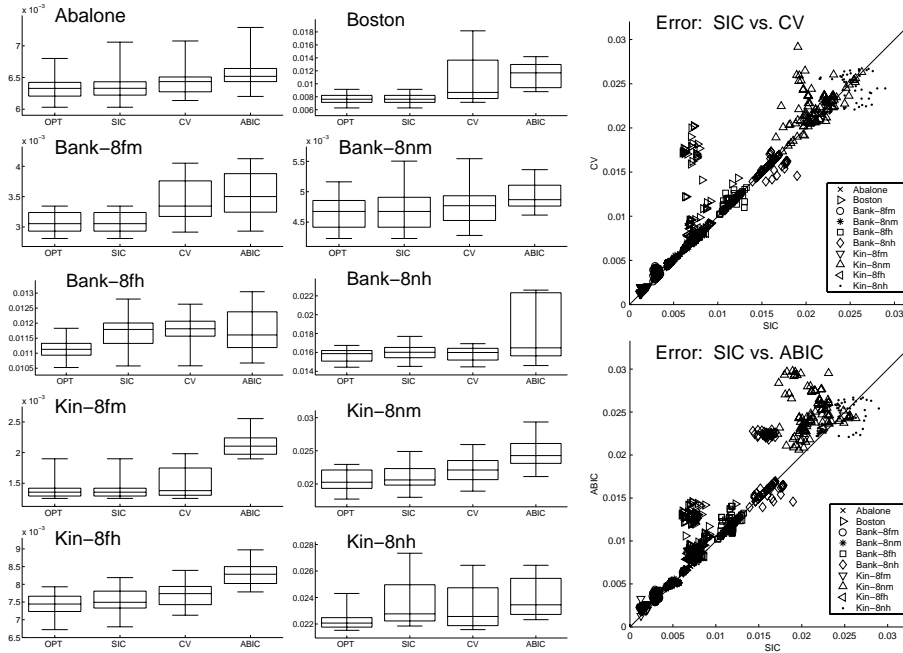 Abalone
x 10⁻³
6.5
6
OPT SIC CV ABIC
Boston
0.018
0.016
0.014
0.012
0.01
0.008
0.006
OPT SIC CV ABIC
Bank−8fm
x 10⁻³
4
3.5
3
OPT SIC CV ABIC
Bank−8nm
x 10⁻³
5.5
5
4.5
OPT SIC CV ABIC
Bank−8fh
0.013
0.0125
0.012
0.0115
0.011
0.0105
OPT SIC CV ABIC
Bank−8nh
0.022
0.02
0.018
0.016
0.014
OPT SIC CV ABIC
Kin−8fm
x 10⁻³
2.5
2
1.5
OPT SIC CV ABIC
Kin−8nm
0.03
0.025
0.02
OPT SIC CV ABIC
Kin−8fh
x 10⁻³
8.5
8
7.5
7
6.5
OPT SIC CV ABIC
Kin−8nh
0.028
0.026
0.024
0.022
OPT SIC CV ABIC
Error: SIC vs. CV
0.03
0.025
0.02
0.015
0.01
0.005
0
CV
0 0.005 0.01 0.015 0.02 0.025 0.03
SIC
Abalone
Boston
Bank−8fm
Bank−8nm
Bank−8fh
Bank−8nh
Kin−8fm
Kin−8nm
Kin−8fh
Kin−8nh
Error: SIC vs. ABIC
0.03
0.025
0.02
0.015
0.01
0.005
0
ABIC
0 0.005 0.01 0.015 0.02 0.025 0.03
SIC
Abalone
Boston
Bank−8fm
Bank−8nm
Bank−8fh
Bank−8nh
Kin−8fm
Kin−8nm
Kin−8fh
Kin−8nh